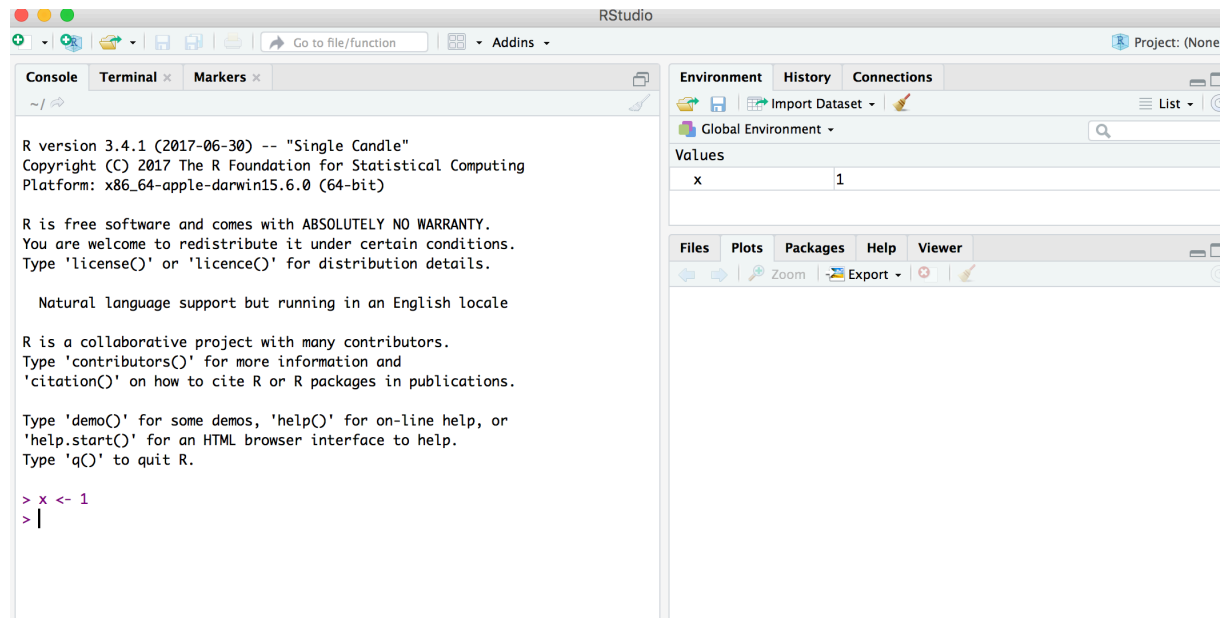 RStudio
Go to file/function
Addins
Project: (None
Console Terminal Markers
~/
R version 3.4.1 (2017-06-30) -- "Single Candle"
Copyright (C) 2017 The R Foundation for Statistical Computing
Platform: x86_64-apple-darwin15.6.0 (64-bit)
R is free software and comes with ABSOLUTELY NO WARRANTY.
You are welcome to redistribute it under certain conditions.
Type 'license()' or 'licence()' for distribution details.
Natural language support but running in an English locale
R is a collaborative project with many contributors.
Type 'contributors()' for more information and
'citation()' on how to cite R or R packages in publications.
Type 'demo()' for some demos, 'help()' for on-line help, or
'help.start()' for an HTML browser interface to help.
Type 'q()' to quit R.
> x <- 1
>
Environment History Connections
Import Dataset List
Global Environment
Values
x 1
Files Plots Packages Help Viewer
Zoom Export